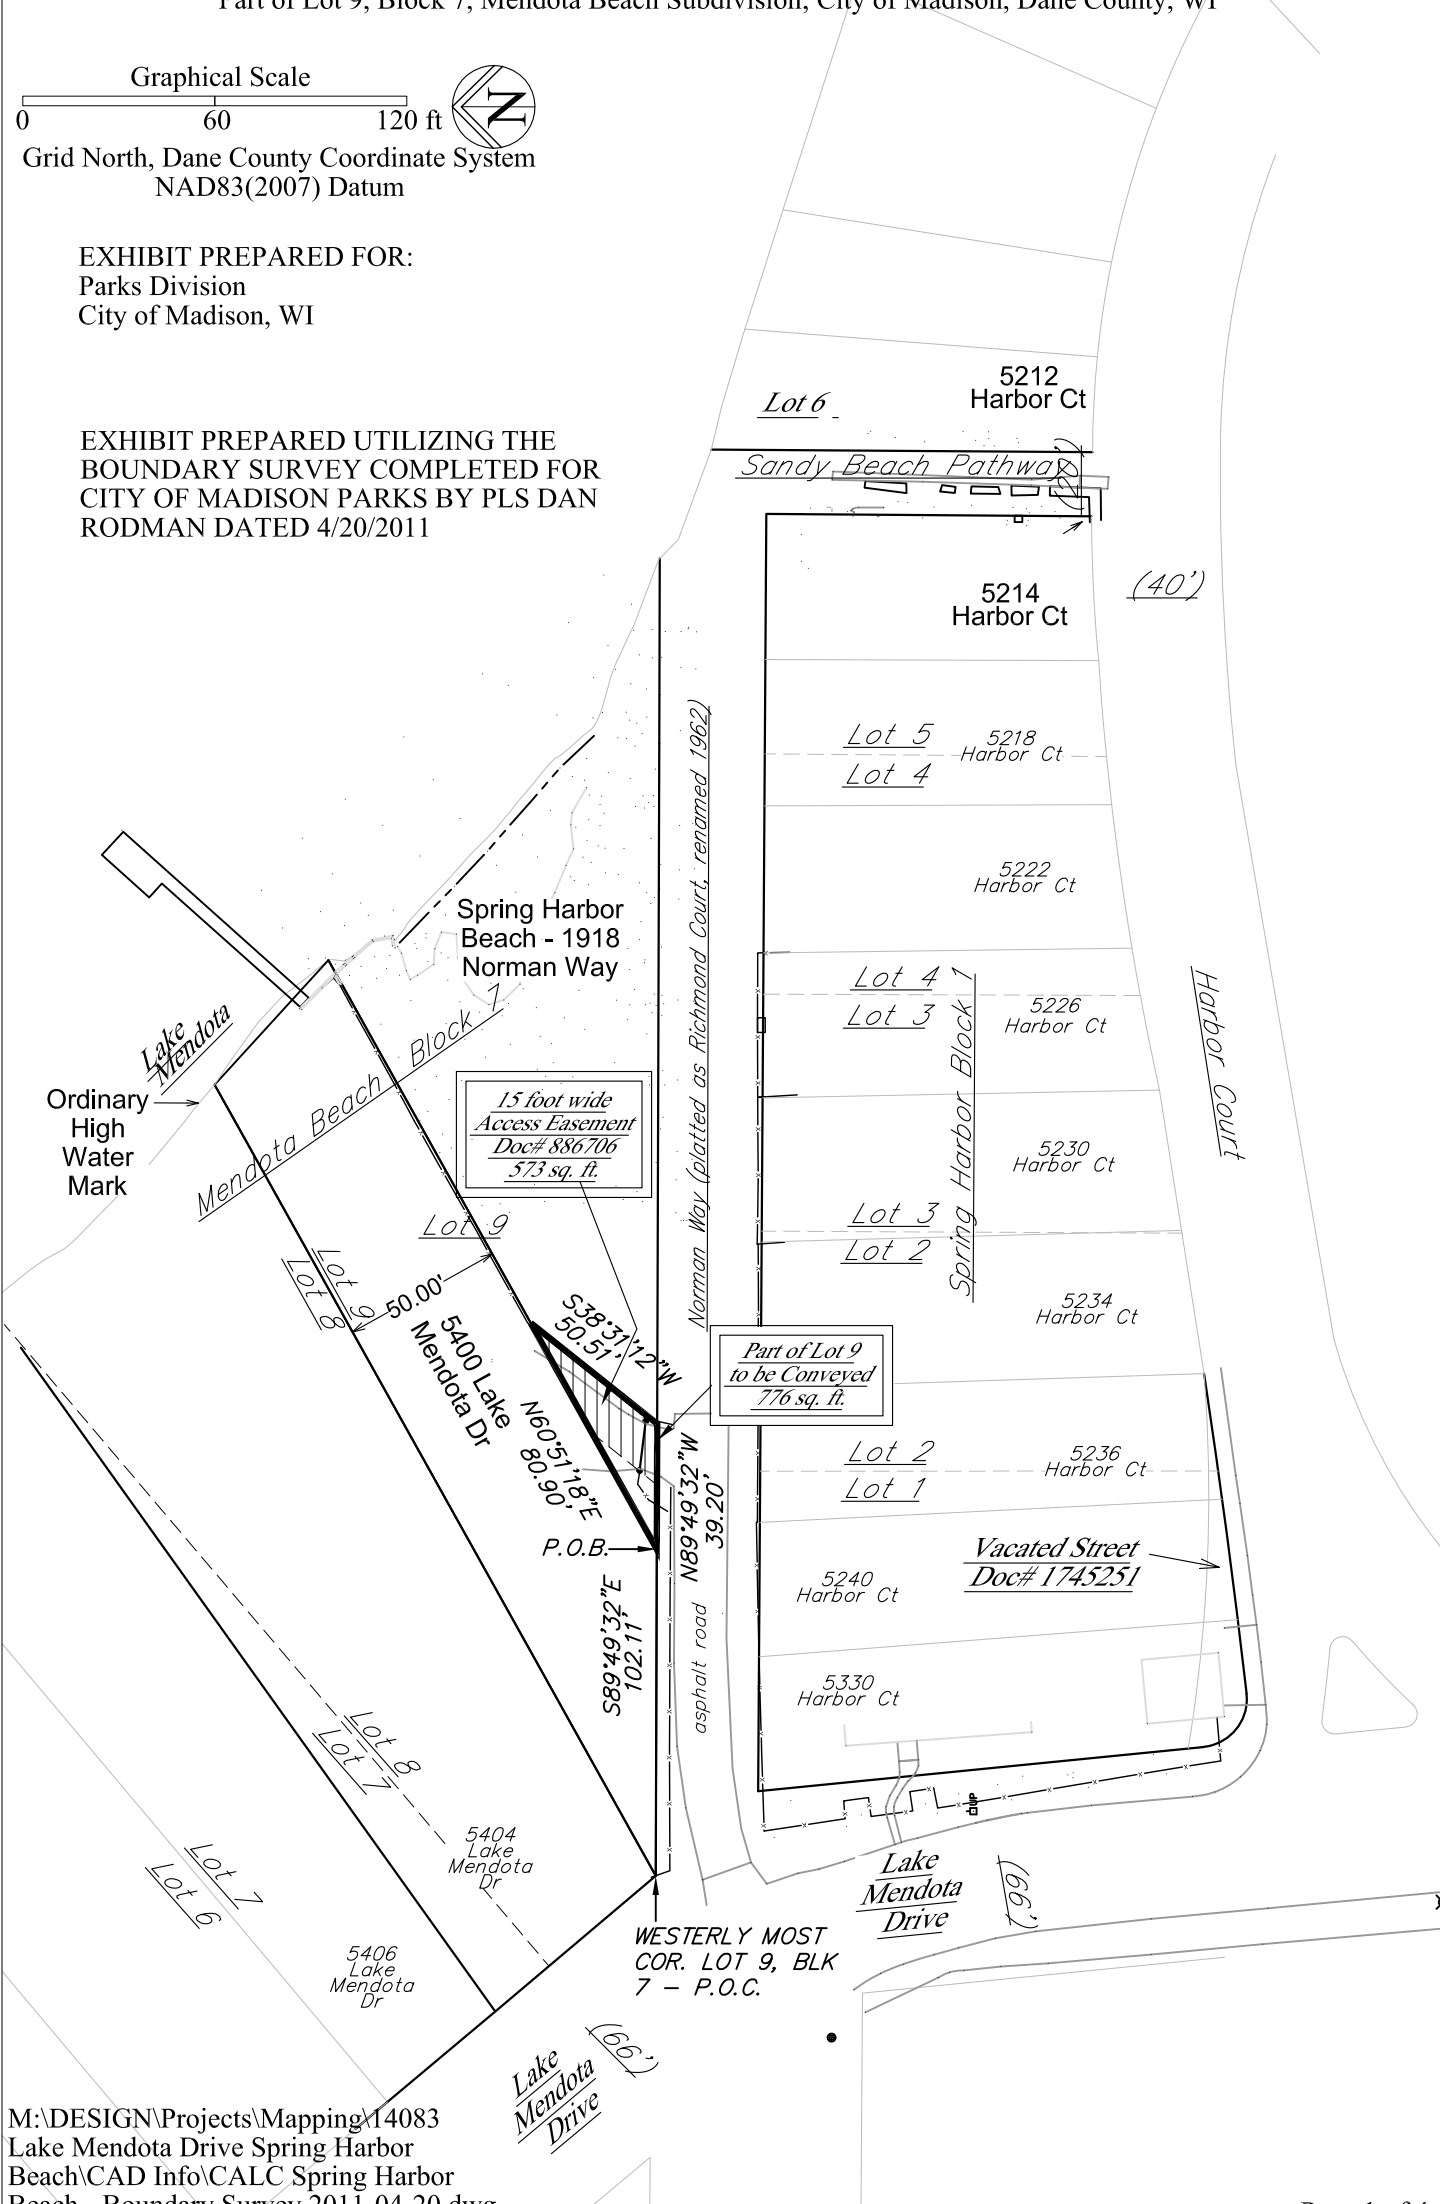 Part of Lot 9, Block 7, Mendota Beach Subdivision, City of Madison, Dane County, WI
Graphical Scale
0 60 120 ft
N
Grid North, Dane County Coordinate System
NAD83(2007) Datum
EXHIBIT PREPARED FOR:
Parks Division
City of Madison, WI
EXHIBIT PREPARED UTILIZING THE
BOUNDARY SURVEY COMPLETED FOR
CITY OF MADISON PARKS BY PLS DAN
RODMAN DATED 4/20/2011
5212
Harbor Ct
Lot 6
Sandy Beach Pathway
5214
Harbor Ct
(40')
Norman Way (platted as Richmond Court, renamed 1962)
Lot 5
5218
Harbor Ct
Lot 4
5222
Harbor Ct
Spring Harbor
Beach - 1918
Norman Way
Lot 4
Lot 3
5226
Harbor Ct
Spring Harbor Block 1
Harbor Court
Lake
Mendota
Ordinary
High
Water
Mark
Mendota Beach Block 7
15 foot wide
Access Easement
Doc# 886706
573 sq. ft.
5230
Harbor Ct
Lot 3
Lot 2
Lot 9
Lot 9
Lot 8
50.00'
5400 Lake
Mendota Dr
S38°31'12"W
50.51'
5234
Harbor Ct
Part of Lot 9
to be Conveyed
776 sq. ft.
N60°51'18"E
80.90'
N89°49'32"W
39.20'
Lot 2
Lot 1
5236
Harbor Ct
P.O.B.
Vacated Street
Doc# 1745251
S89°49'32"E
102.11'
asphalt road
5240
Harbor Ct
5330
Harbor Ct
Lot 8
Lot 7
UP
5404
Lake
Mendota
Dr
Lot 7
Lot 6
Lake
Mendota
Drive
(66')
WESTERLY MOST
COR. LOT 9, BLK
7 - P.O.C.
5406
Lake
Mendota
Dr
Lake
Mendota
Drive
(66')
M:\DESIGN\Projects\Mapping\14083
Lake Mendota Drive Spring Harbor
Beach\CAD Info\CALC Spring Harbor
Beach - Boundary Survey 2011-04-20.dwg